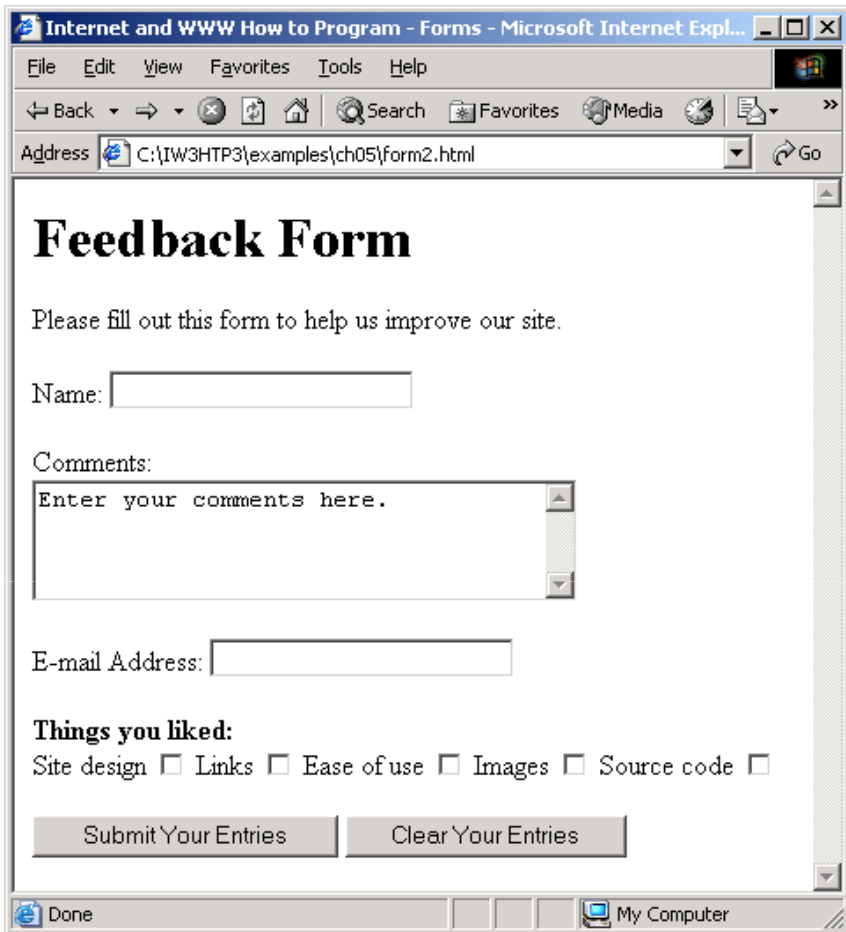 Internet and WWW How to Program - Forms - Microsoft Internet Expl...
File Edit View Favorites Tools Help
Back Search Favorites Media »
Address C:\IW3HTP3\examples\ch05\form2.html Go
Feedback Form
Please fill out this form to help us improve our site.
Name:
Comments:
Enter your comments here.
E-mail Address:
Things you liked:
Site design Links Ease of use Images Source code
Submit Your Entries Clear Your Entries
Done My Computer